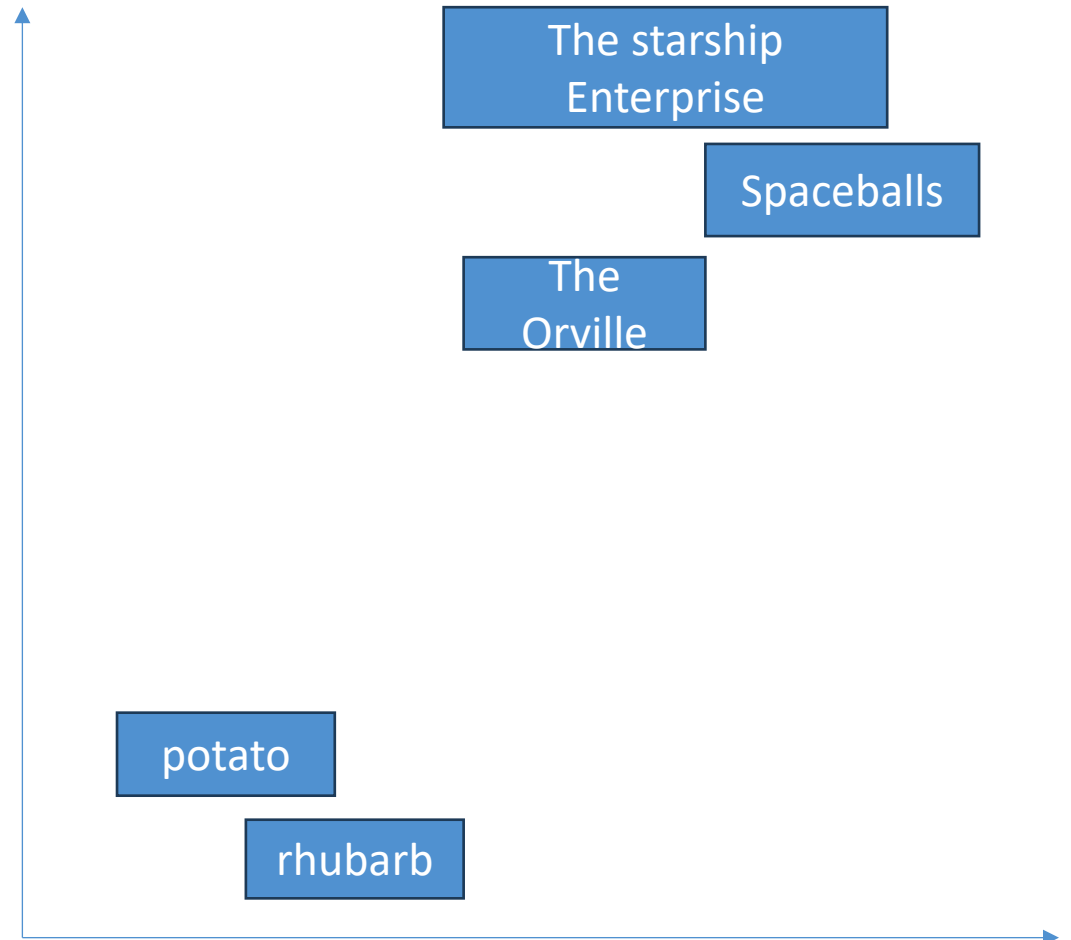 The starship
Enterprise
Spaceballs
The
Orville
potato
rhubarb